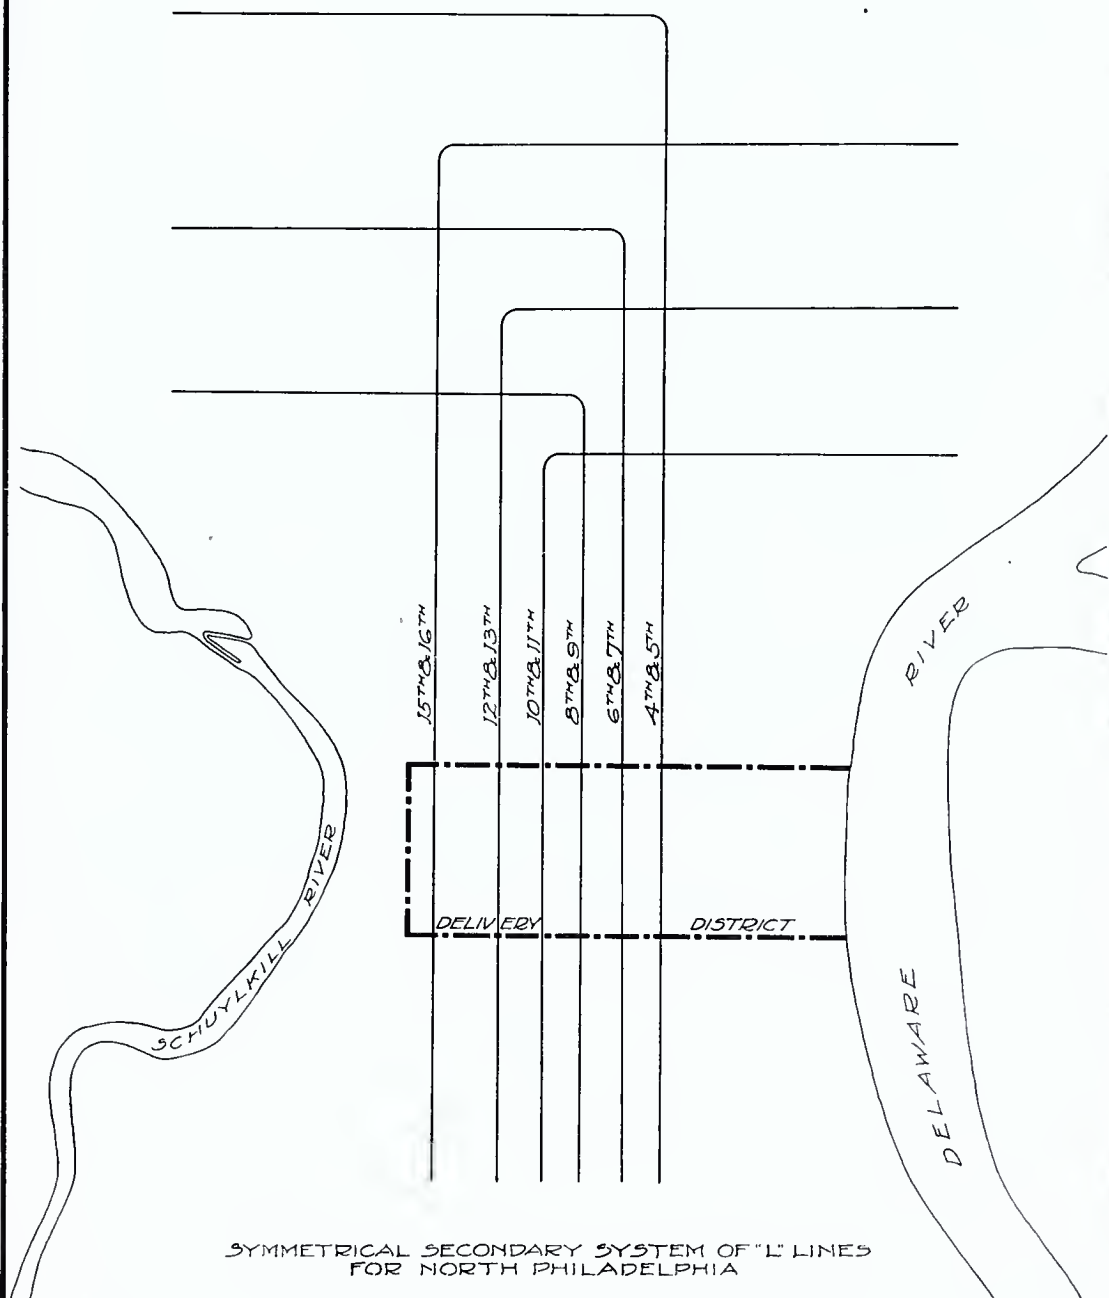 15TH & 16TH
12TH & 13TH
10TH & 11TH
8TH & 9TH
6TH & 7TH
4TH & 5TH
RIVER
DELIVERY DISTRICT
SCHUYLKILL RIVER
DELAWARE
SYMMETRICAL SECONDARY SYSTEM OF "L" LINES
FOR NORTH PHILADELPHIA